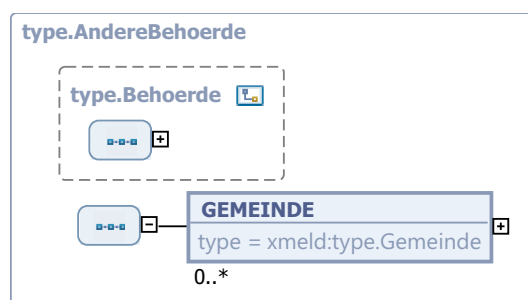 type.AndereBehoerde
type.Behoerde
GEMEINDE
type = xmeld:type.Gemeinde
0..*